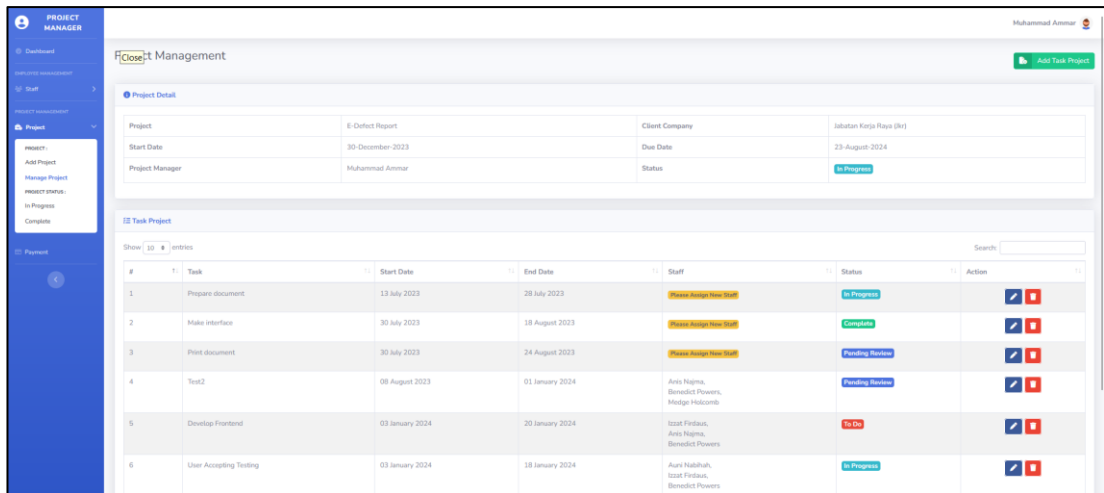 PROJECT
MANAGER
Muhammad Ammar
Dashboard
Close
ct Management
Add Task Project
EMPLOYEE MANAGEMENT
Staff
Project Detail
PROJECT MANAGEMENT
Project
Project E-Defect Report Client Company Jabatan Kerja Raya (Jkr)
Start Date 30-December-2023 Due Date 23-August-2024
Project Manager Muhammad Ammar Status In Progress
PROJECT :
Add Project
Manage Project
PROJECT STATUS :
In Progress
Complete
Payment
Task Project
Show 10 entries Search:
# Task Start Date End Date Staff Status Action
1 Prepare document 13 July 2023 28 July 2023 Please Assign New Staff In Progress
2 Make interface 30 July 2023 18 August 2023 Please Assign New Staff Complete
3 Print document 30 July 2023 24 August 2023 Please Assign New Staff Pending Review
4 Test2 08 August 2023 01 January 2024 Anis Najma, Pending Review
Benedict Powers,
Medge Holcomb
5 Develop Frontend 03 January 2024 20 January 2024 Izzat Firdaus, To Do
Anis Najma,
Benedict Powers
6 User Accepting Testing 03 January 2024 18 January 2024 Auni Nabihah, In Progress
Izzat Firdaus,
Benedict Powers